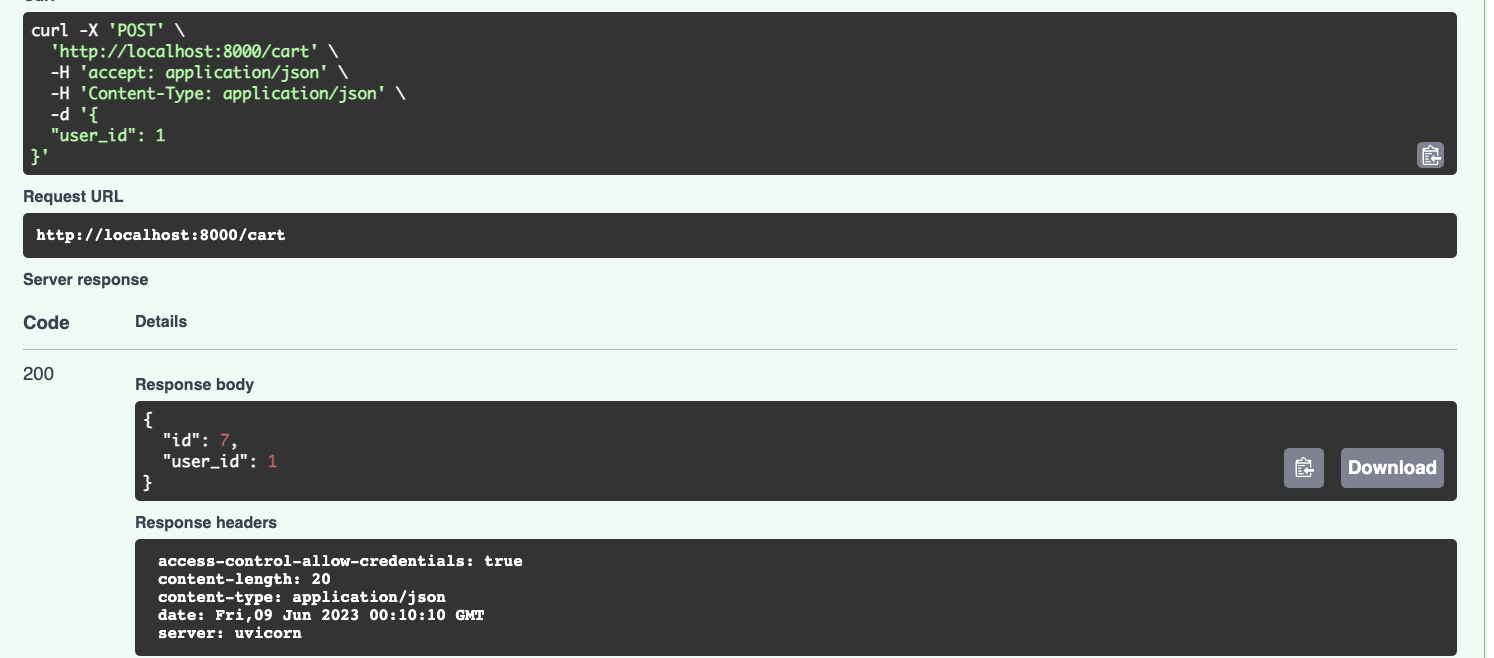 curl -X 'POST' \
  'http://localhost:8000/cart' \
  -H 'accept: application/json' \
  -H 'Content-Type: application/json' \
  -d '{
  "user_id": 1
}'
Request URL
http://localhost:8000/cart
Server response
Code Details
200
Response body
{
  "id": 7,
  "user_id": 1
}
Download
Response headers
access-control-allow-credentials: true
content-length: 20
content-type: application/json
date: Fri,09 Jun 2023 00:10:10 GMT
server: uvicorn